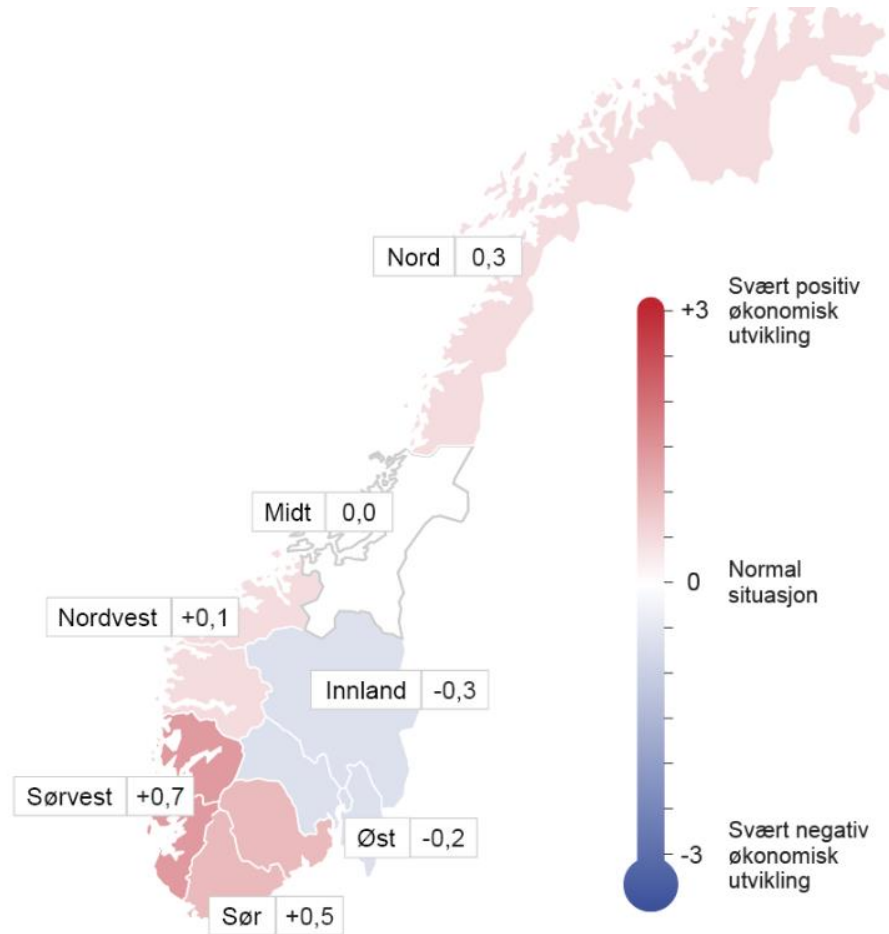 Nord 0,3
Midt 0,0
Nordvest +0,1
Innland -0,3
Sørvest +0,7
Øst -0,2
Sør +0,5
+3
Svært positiv
økonomisk
utvikling
0
Normal
situasjon
-3
Svært negativ
økonomisk
utvikling